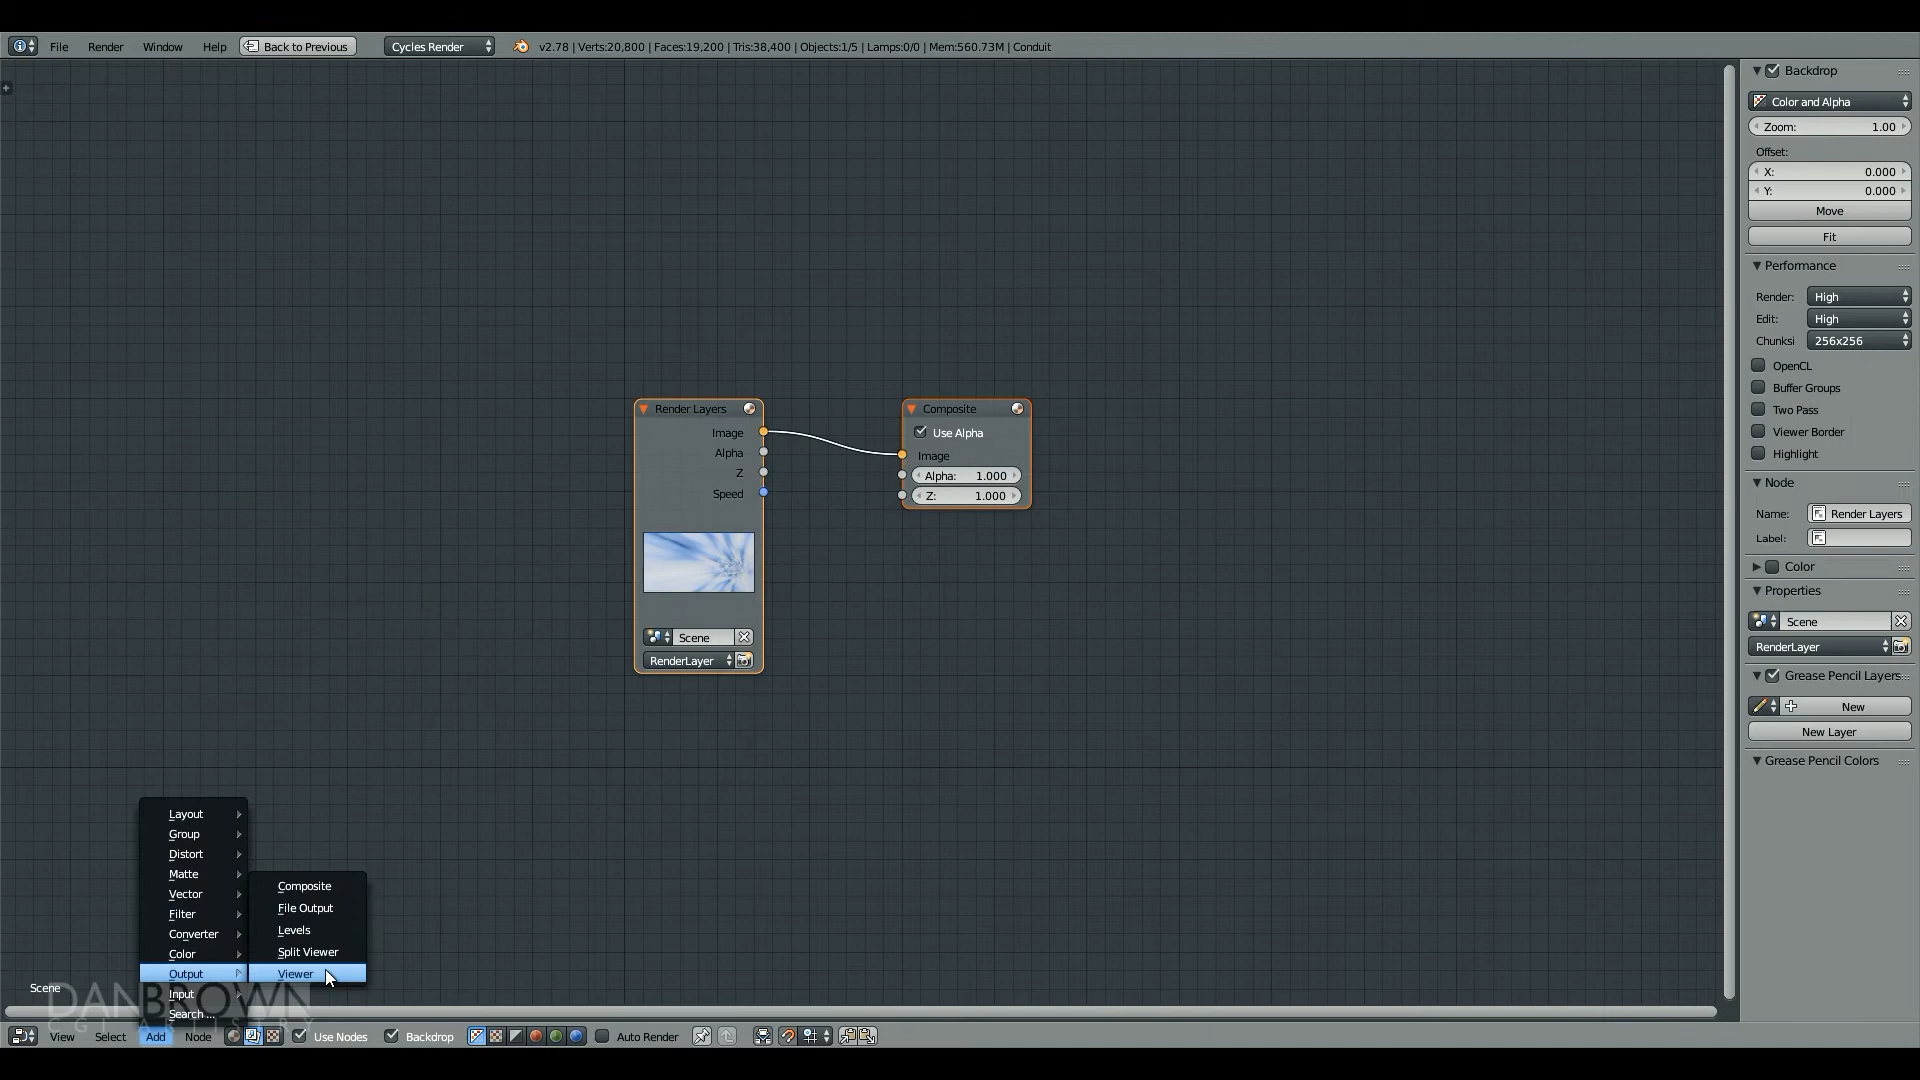 File Render Window Help Back to Previous Cycles Render v2.78 | Verts:20,800 | Faces:19,200 | Tris:38,400 | Objects:1/5 | Lamps:0/0 | Mem:560.73M | Conduit
Backdrop
Color and Alpha
Zoom: 1.00
Offset:
X: 0.000
Y: 0.000
Move
Fit
Performance
Render: High
Edit: High
Chunksi 256x256
OpenCL
Buffer Groups
Two Pass
Viewer Border
Highlight
Node
Name: Render Layers
Label:
Color
Properties
Scene
RenderLayer
Grease Pencil Layers
New
New Layer
Grease Pencil Colors
Render Layers
Image
Alpha
Z
Speed
Scene
RenderLayer
Composite
Use Alpha
Image
Alpha: 1.000
Z: 1.000
Layout
Group
Distort
Matte
Vector
Filter
Converter
Color
Output
Input
Search ...
Composite
File Output
Levels
Split Viewer
Viewer
Scene
DANBROWN
CGI ARTISTRY
View Select Add Node Use Nodes Backdrop Auto Render